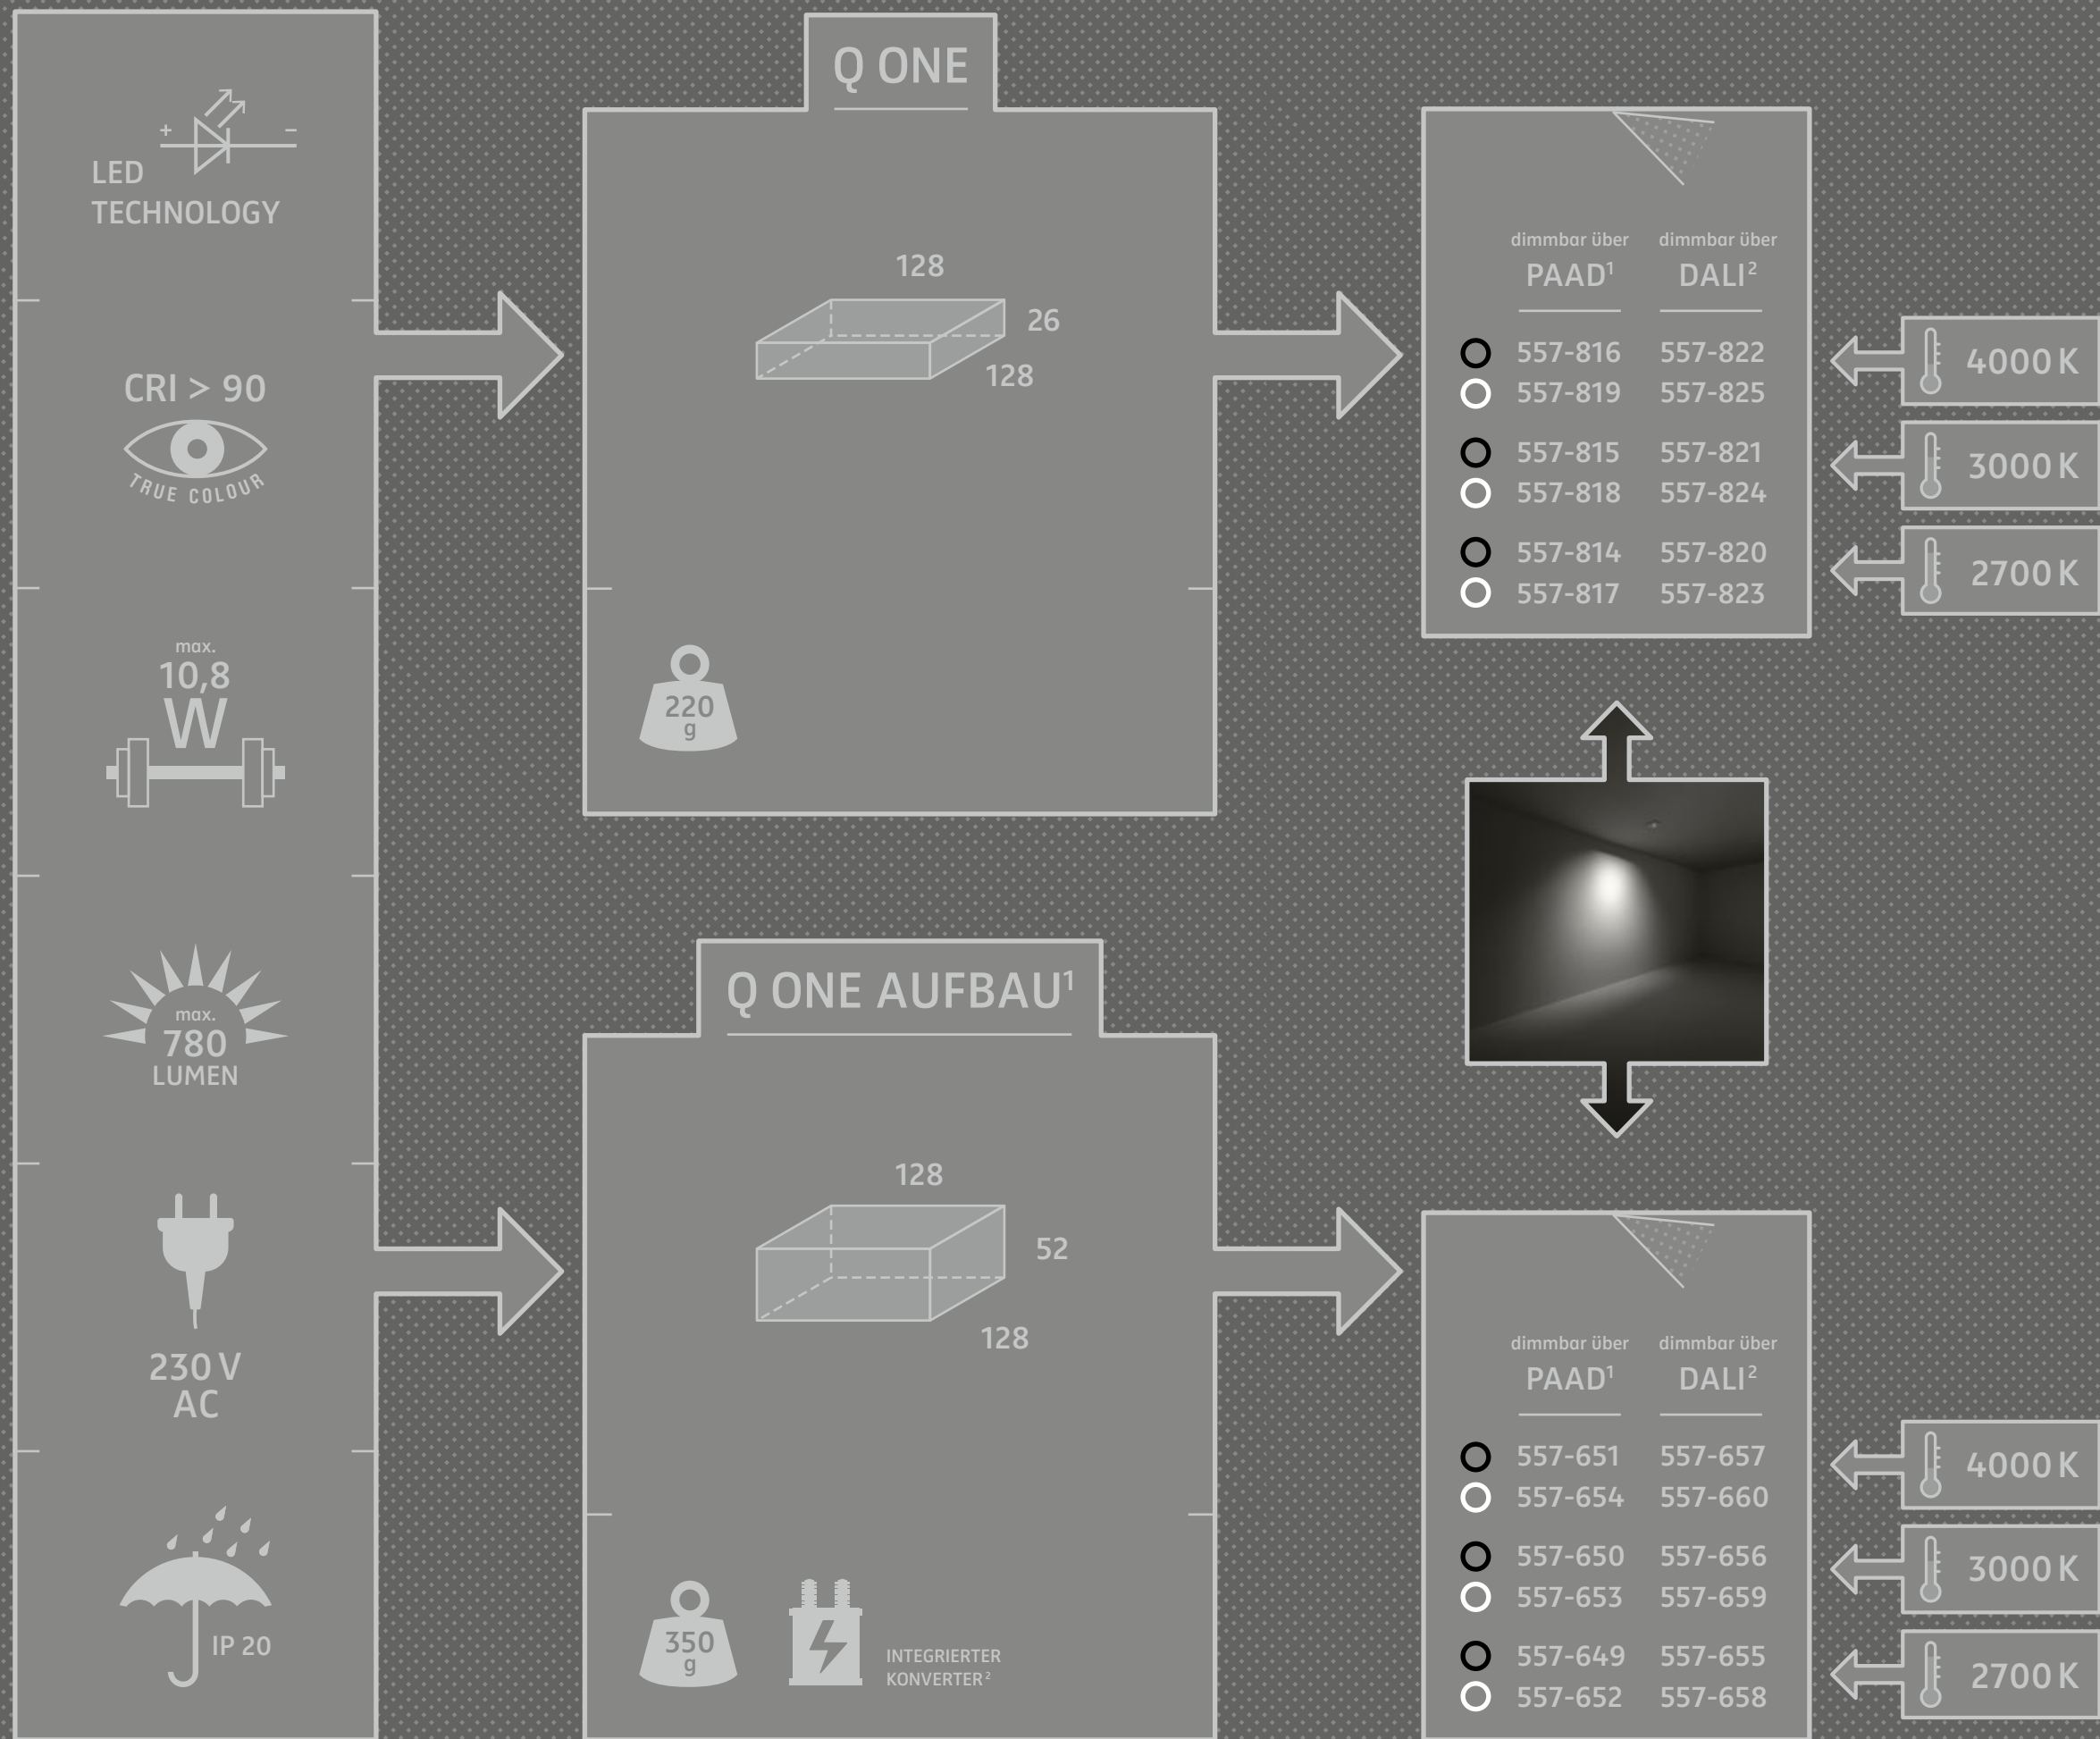 + −
LED
TECHNOLOGY
CRI > 90
TRUE COLOUR
max.
10,8
W
max.
780
LUMEN
230 V
AC
IP 20
Q ONE
128
26
128
220
g
Q ONE AUFBAU¹
128
52
128
350
g
INTEGRIERTER
KONVERTER²
dimmbar über dimmbar über
PAAD¹ DALI²
557-816 557-822
557-819 557-825
557-815 557-821
557-818 557-824
557-814 557-820
557-817 557-823
4000 K
3000 K
2700 K
dimmbar über dimmbar über
PAAD¹ DALI²
557-651 557-657
557-654 557-660
557-650 557-656
557-653 557-659
557-649 557-655
557-652 557-658
4000 K
3000 K
2700 K